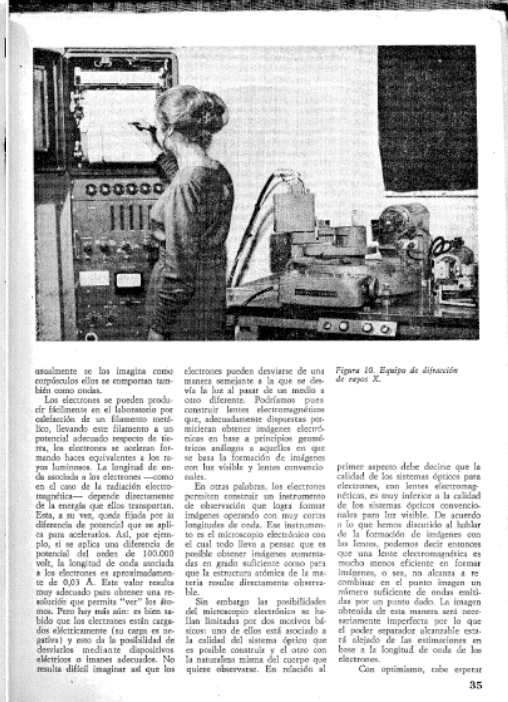 usualmente se los imagina como
corpúsculos ellos se comportan tam-
bién como ondas.
Los electrones se pueden produ-
cir fácilmente en el laboratorio por
calefacción de un filamento metá-
lico, llevando este filamento a un
potencial adecuado respecto de tie-
rra, los electrones se aceleran for-
mando haces equivalentes a los ra-
yos luminosos. La longitud de on-
da asociada a los electrones —como
en el caso de la radiación electro-
magnética— depende directamente
de la energía que ellos transportan.
Esta, a su vez, queda fijada por la
diferencia de potencial que se apli-
ca para acelerarlos. Así, por ejem-
plo, si se aplica una diferencia de
potencial del orden de 100.000
volt, la longitud de onda asociada
a los electrones es aproximadamen-
te de 0,03 Å. Este valor resulta
muy adecuado para obtener una re-
solución que permita "ver" los áto-
mos. Pero hay más aún: es bien sa-
bido que los electrones están carga-
dos eléctricamente (su carga es ne-
gativa) y esto da la posibilidad de
desviarlos mediante dispositivos
eléctricos o imanes adecuados. No
resulta difícil imaginar así que los
electrones pueden desviarse de una
manera semejante a la que se des-
vía la luz al pasar de un medio a
otro diferente. Podríamos pues
construir lentes electromagnéticos
que, adecuadamente dispuestas per-
mitieran obtener imágenes electró-
nicas en base a principios geomé-
tricos análogos a aquellos en que
se basa la formación de imágenes
con luz visible y lentes convencio-
nales.
En otras palabras, los electrones
permiten construir un instrumento
de observación que logra formar
imágenes operando con muy cortas
longitudes de onda. Ese instrumen-
to es el microscopio electrónico con
el cual todo lleva a pensar que es
posible obtener imágenes aumenta-
das en grado suficiente como para
que la estructura atómica de la ma-
teria resulte directamente observa-
ble.
Sin embargo las posibilidades
del microscopio electrónico se ha-
llan limitadas por dos motivos bá-
sicos: uno de ellos está asociado a
la calidad del sistema óptico que
es posible construir y el otro con
la naturaleza misma del cuerpo que
quiere observarse. En relación al
Figura 10. Equipo de difracción
de rayos X.
primer aspecto debe decirse que la
calidad de los sistemas ópticos para
electrones, con lentes electromag-
néticas, es muy inferior a la calidad
de los sistemas ópticos convencio-
nales para luz visible. De acuerdo
a lo que hemos discutido al hablar
de la formación de imágenes con
las lentes, podemos decir entonces
que una lente electromagnética es
mucho menos eficiente en formar
imágenes, o sea, no alcanza a re
combinar en el punto imagen un
número suficiente de ondas emiti-
das por un punto dado. La imagen
obtenida de esta manera será nece-
sariamente imperfecta por lo que
el poder separador alcanzable esta-
rá alejado de las estimaciones en
base a la longitud de onda de los
electrones.
Con optimismo, cabe esperar
35